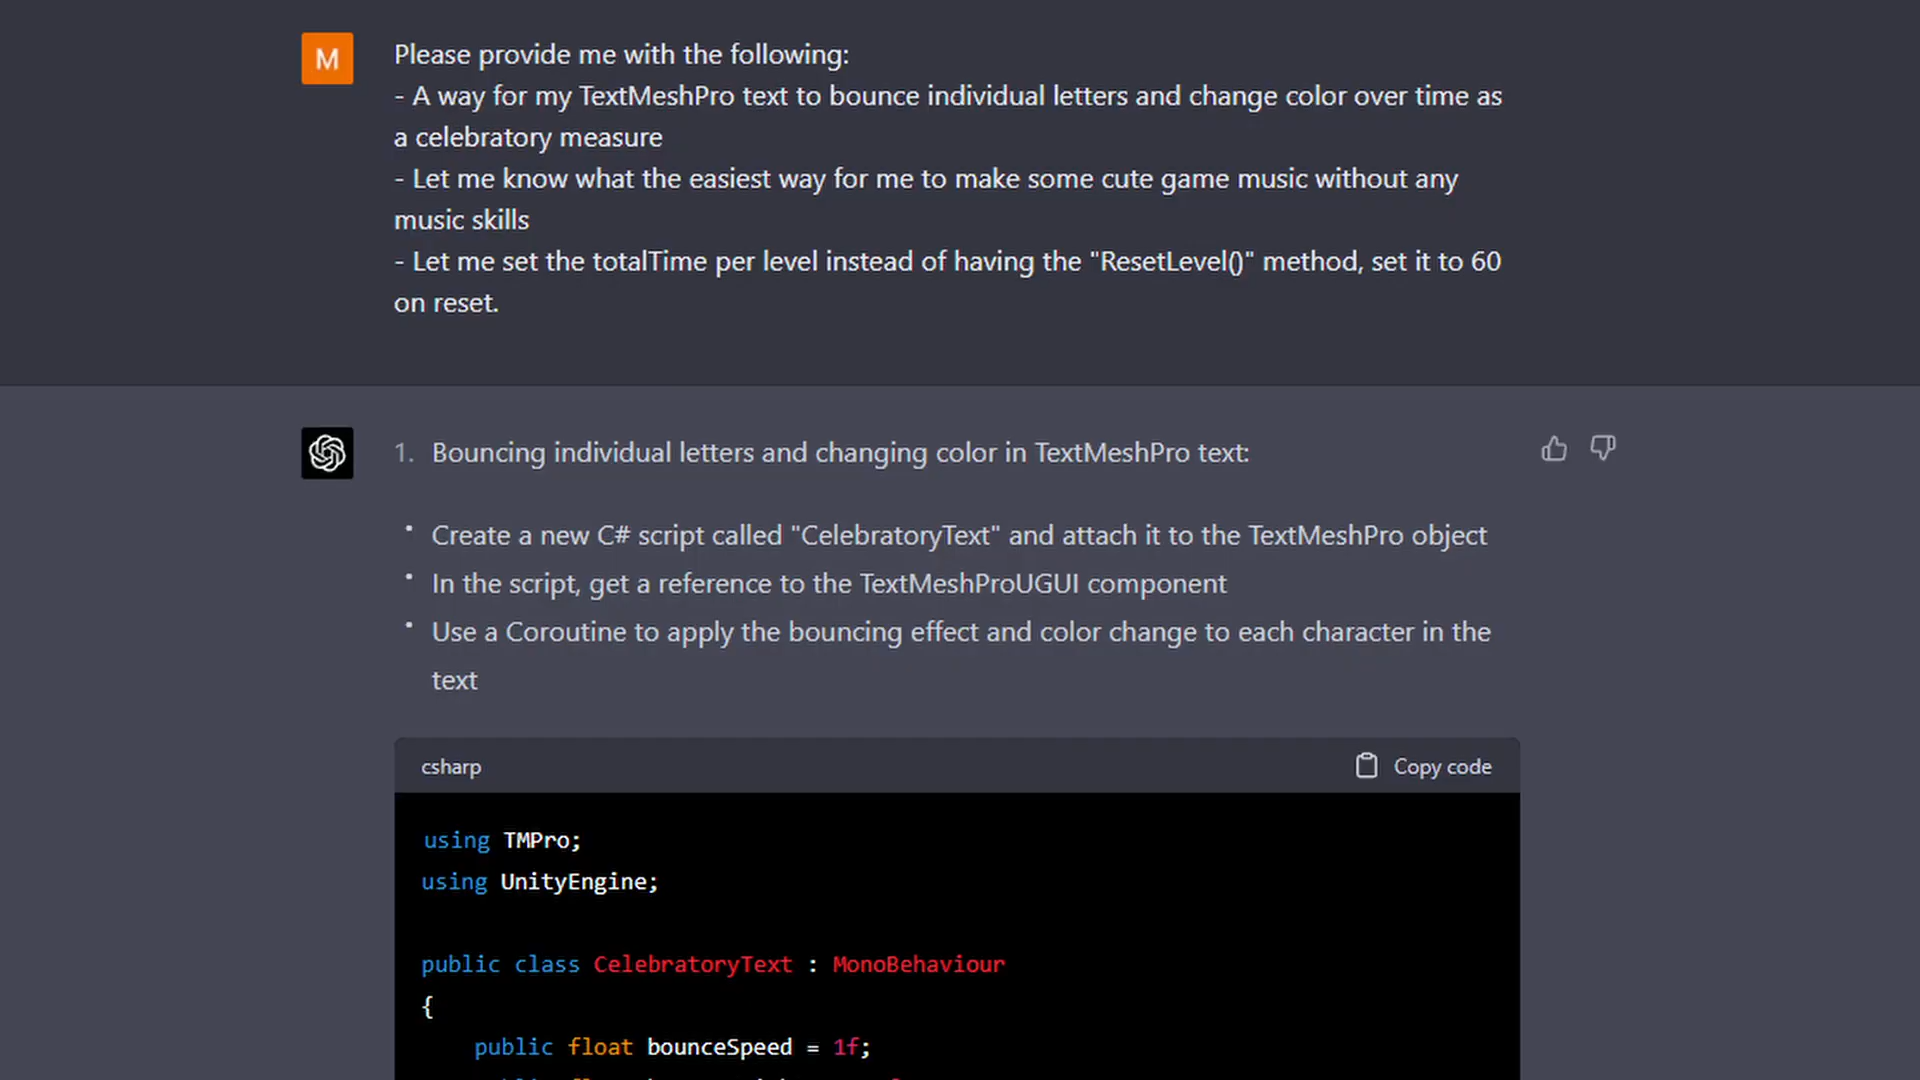 M
Please provide me with the following:
- A way for my TextMeshPro text to bounce individual letters and change color over time as
a celebratory measure
- Let me know what the easiest way for me to make some cute game music without any
music skills
- Let me set the totalTime per level instead of having the "ResetLevel()" method, set it to 60
on reset.
1. Bouncing individual letters and changing color in TextMeshPro text:
• Create a new C# script called "CelebratoryText" and attach it to the TextMeshPro object
• In the script, get a reference to the TextMeshProUGUI component
• Use a Coroutine to apply the bouncing effect and color change to each character in the
text
csharp
Copy code
using TMPro;
using UnityEngine;
public class CelebratoryText : MonoBehaviour
{
public float bounceSpeed = 1f;